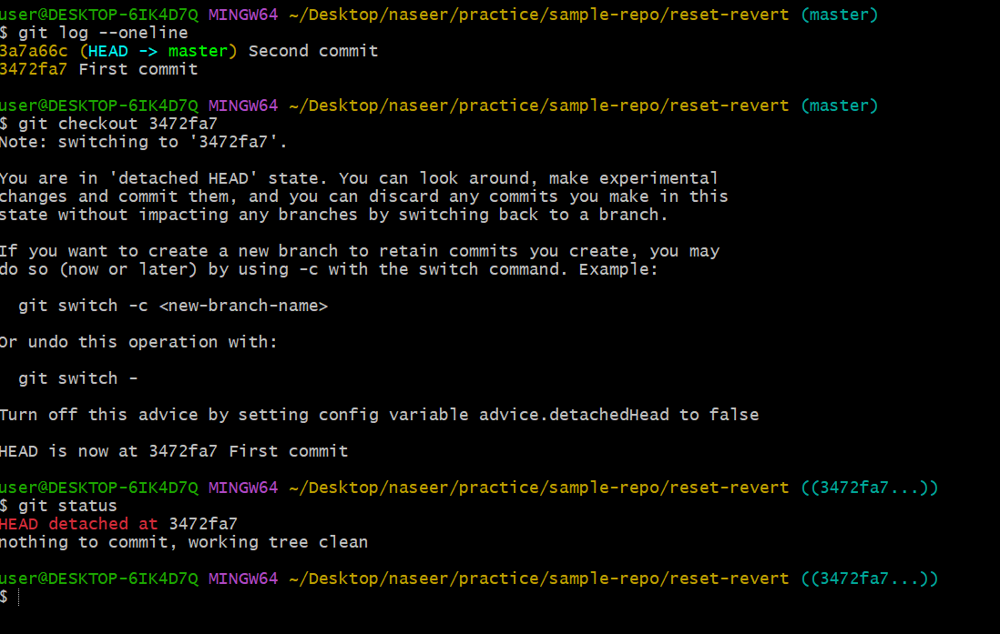 user@DESKTOP-6IK4D7Q MINGW64 ~/Desktop/naseer/practice/sample-repo/reset-revert (master)
$ git log --oneline
3a7a66c (HEAD -> master) Second commit
3472fa7 First commit
user@DESKTOP-6IK4D7Q MINGW64 ~/Desktop/naseer/practice/sample-repo/reset-revert (master)
$ git checkout 3472fa7
Note: switching to '3472fa7'.
You are in 'detached HEAD' state. You can look around, make experimental
changes and commit them, and you can discard any commits you make in this
state without impacting any branches by switching back to a branch.
If you want to create a new branch to retain commits you create, you may
do so (now or later) by using -c with the switch command. Example:
git switch -c <new-branch-name>
Or undo this operation with:
git switch -
Turn off this advice by setting config variable advice.detachedHead to false
HEAD is now at 3472fa7 First commit
user@DESKTOP-6IK4D7Q MINGW64 ~/Desktop/naseer/practice/sample-repo/reset-revert ((3472fa7...))
$ git status
HEAD detached at 3472fa7
nothing to commit, working tree clean
user@DESKTOP-6IK4D7Q MINGW64 ~/Desktop/naseer/practice/sample-repo/reset-revert ((3472fa7...))
$